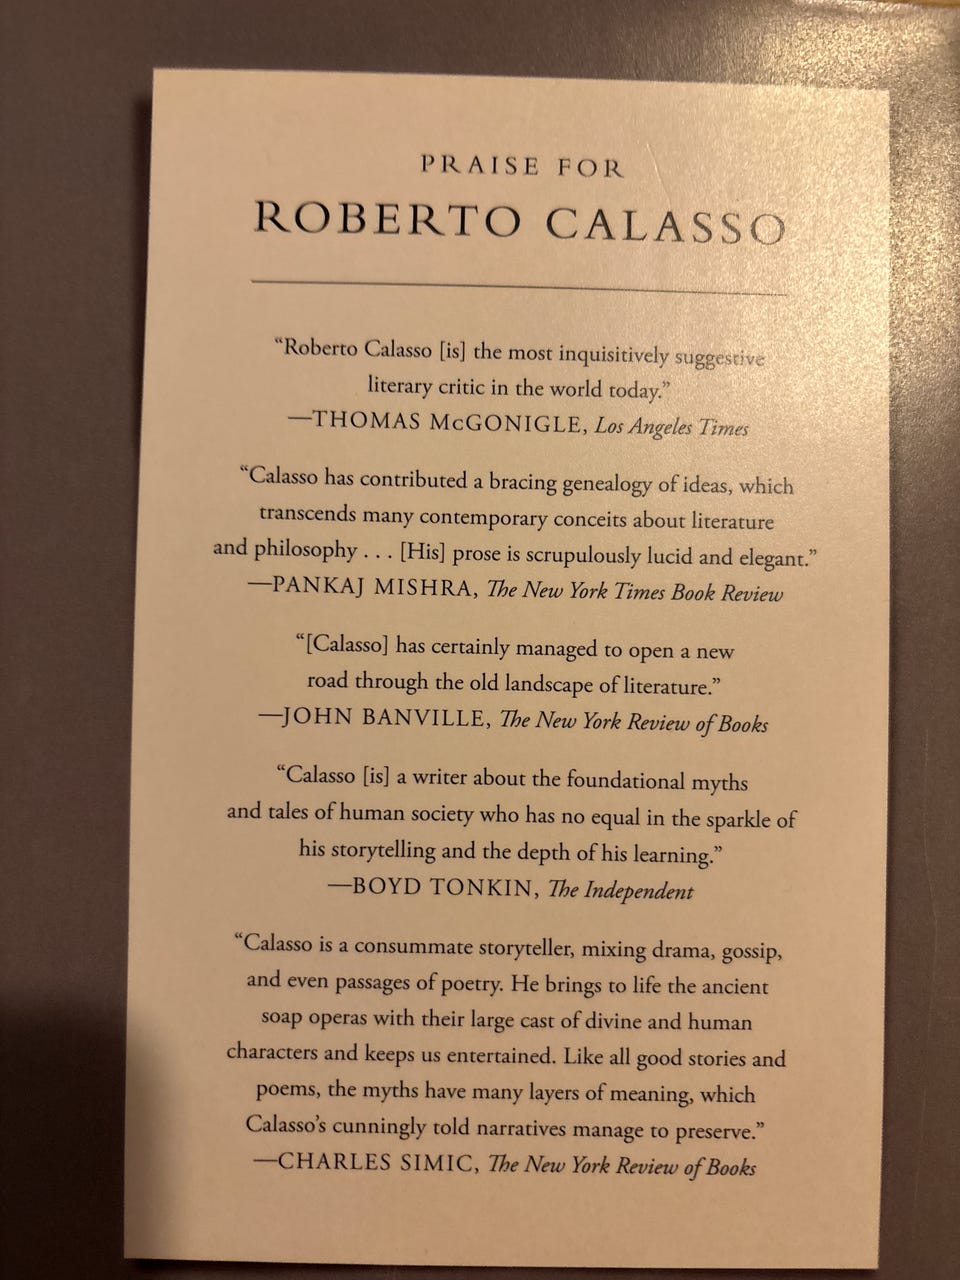 PRAISE FOR
ROBERTO CALASSO
“Roberto Calasso [is] the most inquisitively suggestive
literary critic in the world today.”
—THOMAS McGONIGLE, Los Angeles Times
“Calasso has contributed a bracing genealogy of ideas, which
transcends many contemporary conceits about literature
and philosophy . . . [His] prose is scrupulously lucid and elegant.”
—PANKAJ MISHRA, The New York Times Book Review
“[Calasso] has certainly managed to open a new
road through the old landscape of literature.”
—JOHN BANVILLE, The New York Review of Books
“Calasso [is] a writer about the foundational myths
and tales of human society who has no equal in the sparkle of
his storytelling and the depth of his learning.”
—BOYD TONKIN, The Independent
“Calasso is a consummate storyteller, mixing drama, gossip,
and even passages of poetry. He brings to life the ancient
soap operas with their large cast of divine and human
characters and keeps us entertained. Like all good stories and
poems, the myths have many layers of meaning, which
Calasso’s cunningly told narratives manage to preserve.”
—CHARLES SIMIC, The New York Review of Books